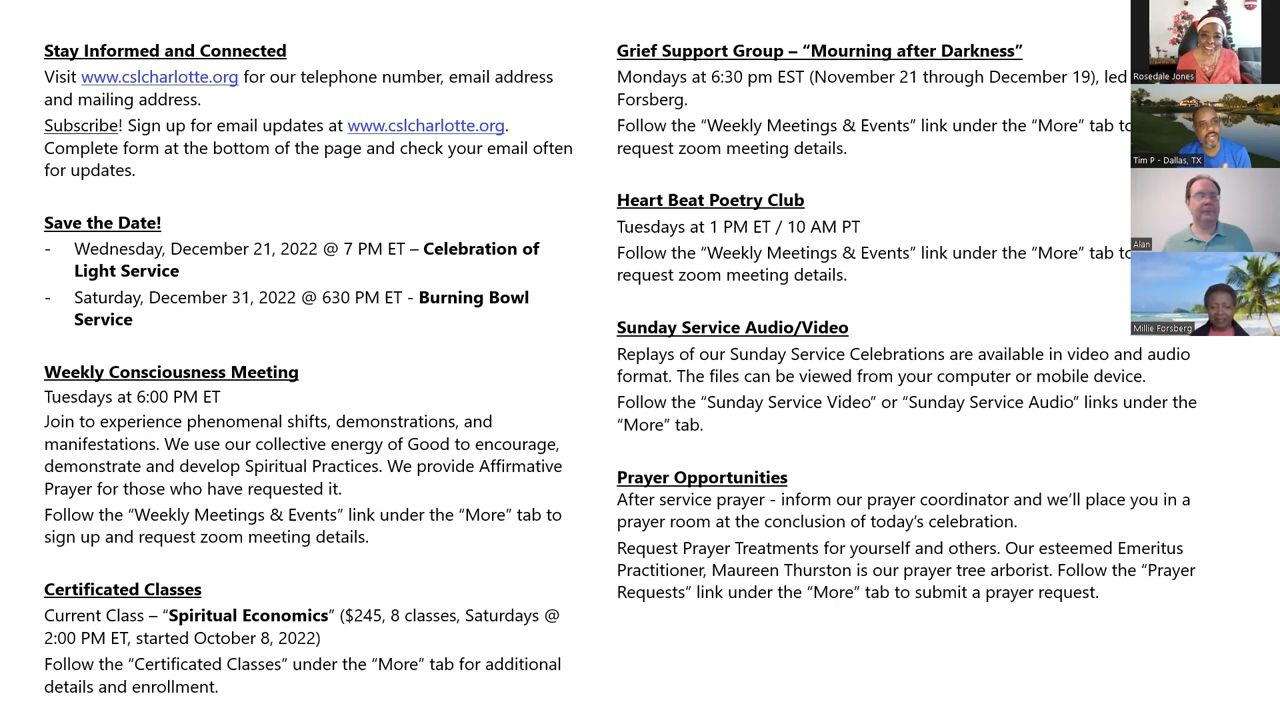 Stay Informed and Connected
Visit www.cslcharlotte.org for our telephone number, email address
and mailing address.
Subscribe! Sign up for email updates at www.cslcharlotte.org.
Complete form at the bottom of the page and check your email often
for updates.
Save the Date!
- Wednesday, December 21, 2022 @ 7 PM ET – Celebration of
Light Service
- Saturday, December 31, 2022 @ 630 PM ET - Burning Bowl
Service
Weekly Consciousness Meeting
Tuesdays at 6:00 PM ET
Join to experience phenomenal shifts, demonstrations, and
manifestations. We use our collective energy of Good to encourage,
demonstrate and develop Spiritual Practices. We provide Affirmative
Prayer for those who have requested it.
Follow the “Weekly Meetings & Events” link under the “More” tab to
sign up and request zoom meeting details.
Certificated Classes
Current Class – “Spiritual Economics” ($245, 8 classes, Saturdays @
2:00 PM ET, started October 8, 2022)
Follow the “Certificated Classes” under the “More” tab for additional
details and enrollment.
Grief Support Group – “Mourning after Darkness”
Mondays at 6:30 pm EST (November 21 through December 19), led
Forsberg.
Follow the “Weekly Meetings & Events” link under the “More” tab to
request zoom meeting details.
Heart Beat Poetry Club
Tuesdays at 1 PM ET / 10 AM PT
Follow the “Weekly Meetings & Events” link under the “More” tab to
request zoom meeting details.
Sunday Service Audio/Video
Replays of our Sunday Service Celebrations are available in video and audio
format. The files can be viewed from your computer or mobile device.
Follow the “Sunday Service Video” or “Sunday Service Audio” links under the
“More” tab.
Prayer Opportunities
After service prayer - inform our prayer coordinator and we’ll place you in a
prayer room at the conclusion of today’s celebration.
Request Prayer Treatments for yourself and others. Our esteemed Emeritus
Practitioner, Maureen Thurston is our prayer tree arborist. Follow the “Prayer
Requests” link under the “More” tab to submit a prayer request.
Rosedale Jones
Tim P - Dallas, TX
Alan
Millie Forsberg